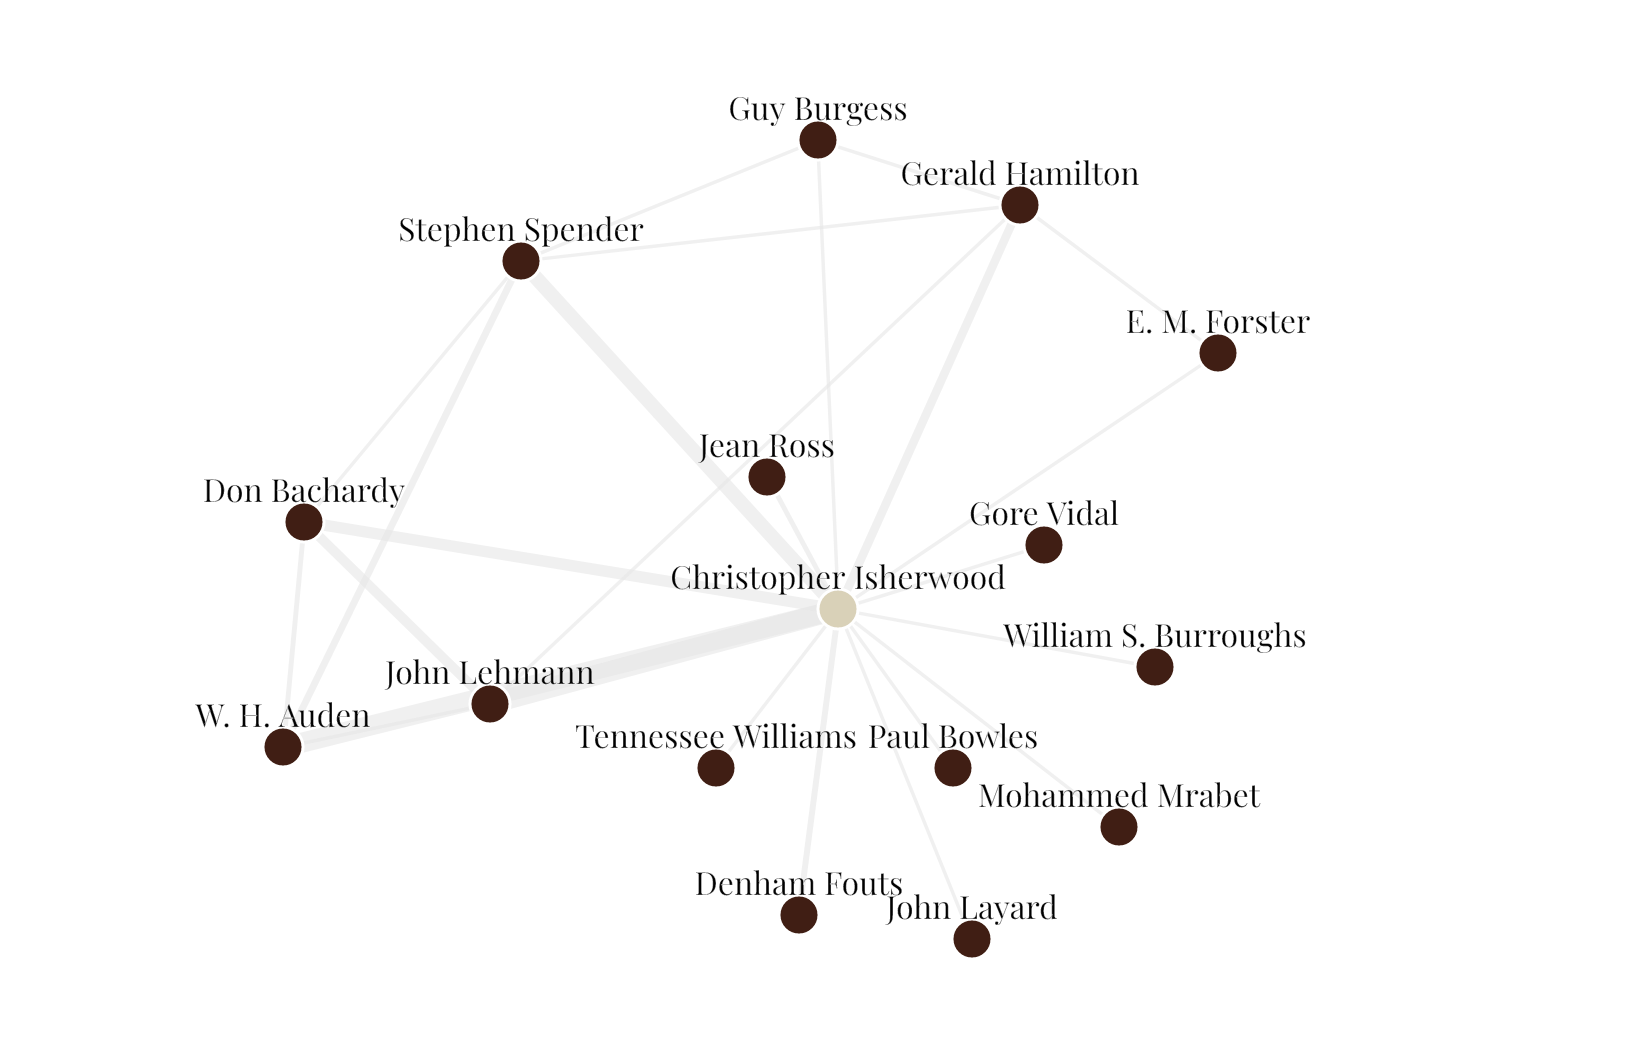 Guy Burgess
Gerald Hamilton
Stephen Spender
E. M. Forster
Jean Ross
Don Bachardy
Gore Vidal
Christopher Isherwood
William S. Burroughs
John Lehmann
W. H. Auden
Tennessee Williams
Paul Bowles
Mohammed Mrabet
Denham Fouts
John Layard